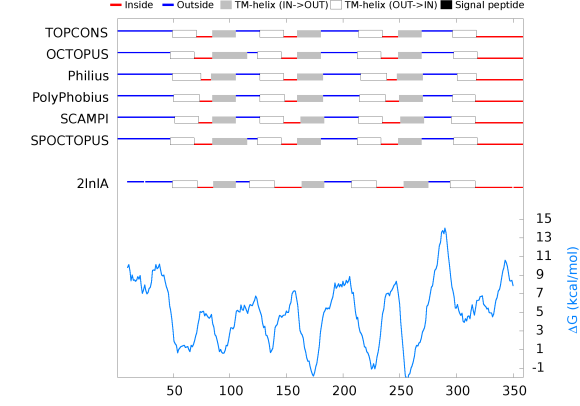 Inside Outside TM-helix (IN->OUT) TM-helix (OUT->IN) Signal peptide
TOPCONS
OCTOPUS
Philius
PolyPhobius
SCAMPI
SPOCTOPUS
2lnlA
15
13
11
9
7
5
3
1
-1
ΔG (kcal/mol)
50 100 150 200 250 300 350